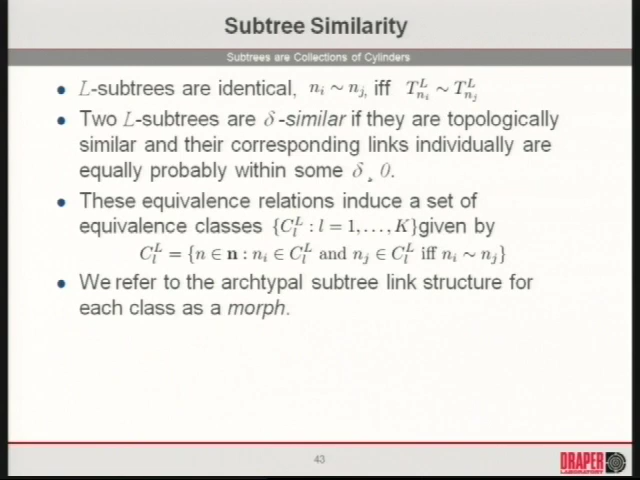 Subtree Similarity
Subtrees are Collections of Cylinders
• L-subtrees are identical, n_i ~ n_j, iff T^L_{n_i} ~ T^L_{n_j}
• Two L-subtrees are δ-similar if they are topologically
similar and their corresponding links individually are
equally probably within some δ ¸ 0.
• These equivalence relations induce a set of
equivalence classes {C^L_l : l = 1, . . . , K} given by
C^L_l = {n ∈ n : n_i ∈ C^L_l and n_j ∈ C^L_l iff n_i ~ n_j}
• We refer to the archtypal subtree link structure for
each class as a morph.
43
DRAPER
LABORATORY